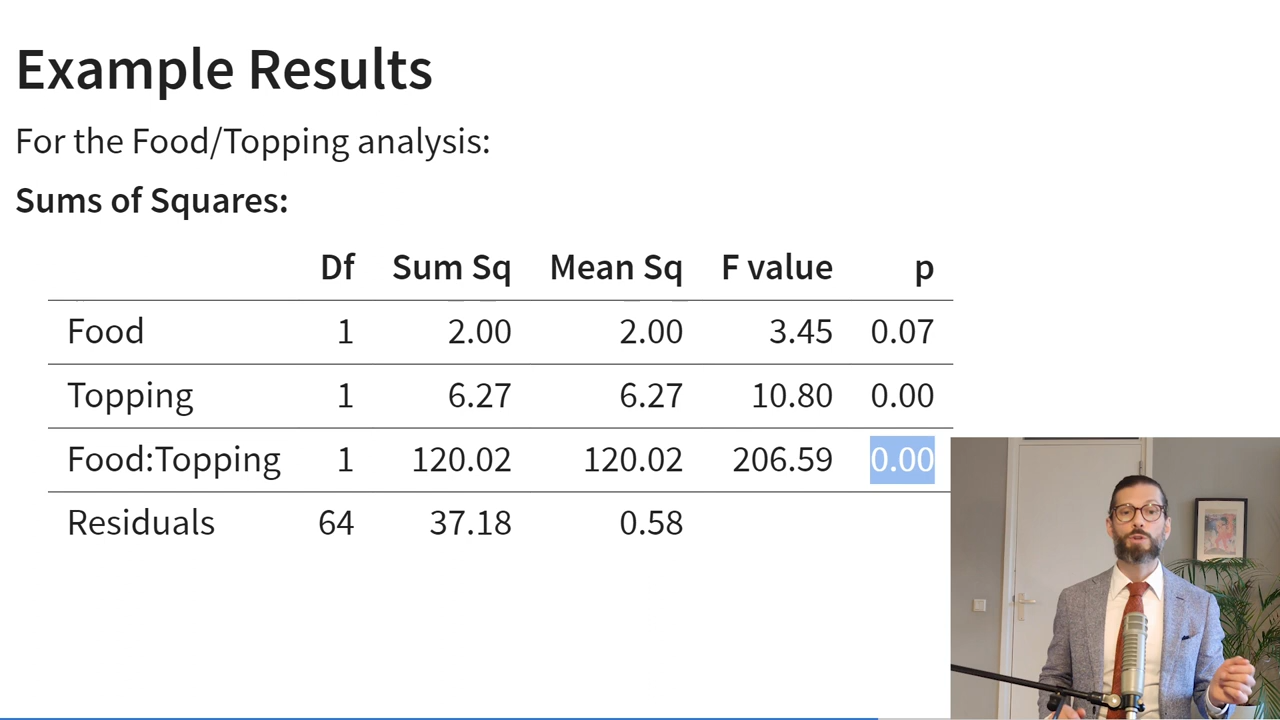 Example Results
For the Food/Topping analysis:
Sums of Squares:
Df Sum Sq Mean Sq F value p
Food 1 2.00 2.00 3.45 0.07
Topping 1 6.27 6.27 10.80 0.00
Food:Topping 1 120.02 120.02 206.59 0.00
Residuals 64 37.18 0.58